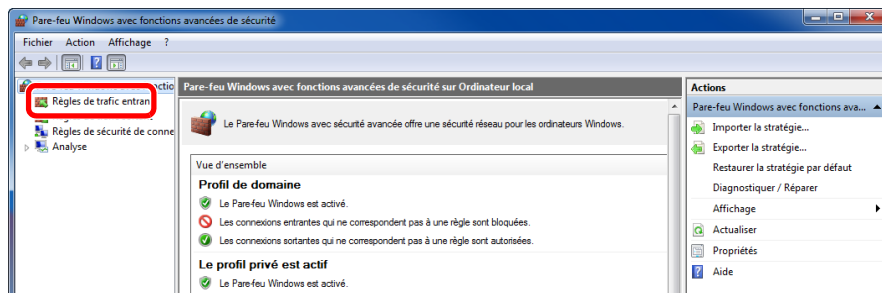 Pare-feu Windows avec fonctions avancées de sécurité
Fichier Action Affichage ?
ctio
Règles de trafic entran
Règles de sécurité de conne
Analyse
Pare-feu Windows avec fonctions avancées de sécurité sur Ordinateur local
Le Pare-feu Windows avec sécurité avancée offre une sécurité réseau pour les ordinateurs Windows.
Vue d'ensemble
Profil de domaine
Le Pare-feu Windows est activé.
Les connexions entrantes qui ne correspondent pas à une règle sont bloquées.
Les connexions sortantes qui ne correspondent pas à une règle sont autorisées.
Le profil privé est actif
Le Pare-feu Windows est activé.
Actions
Pare-feu Windows avec fonctions ava...
Importer la stratégie...
Exporter la stratégie...
Restaurer la stratégie par défaut
Diagnostiquer / Réparer
Affichage
Actualiser
Propriétés
Aide